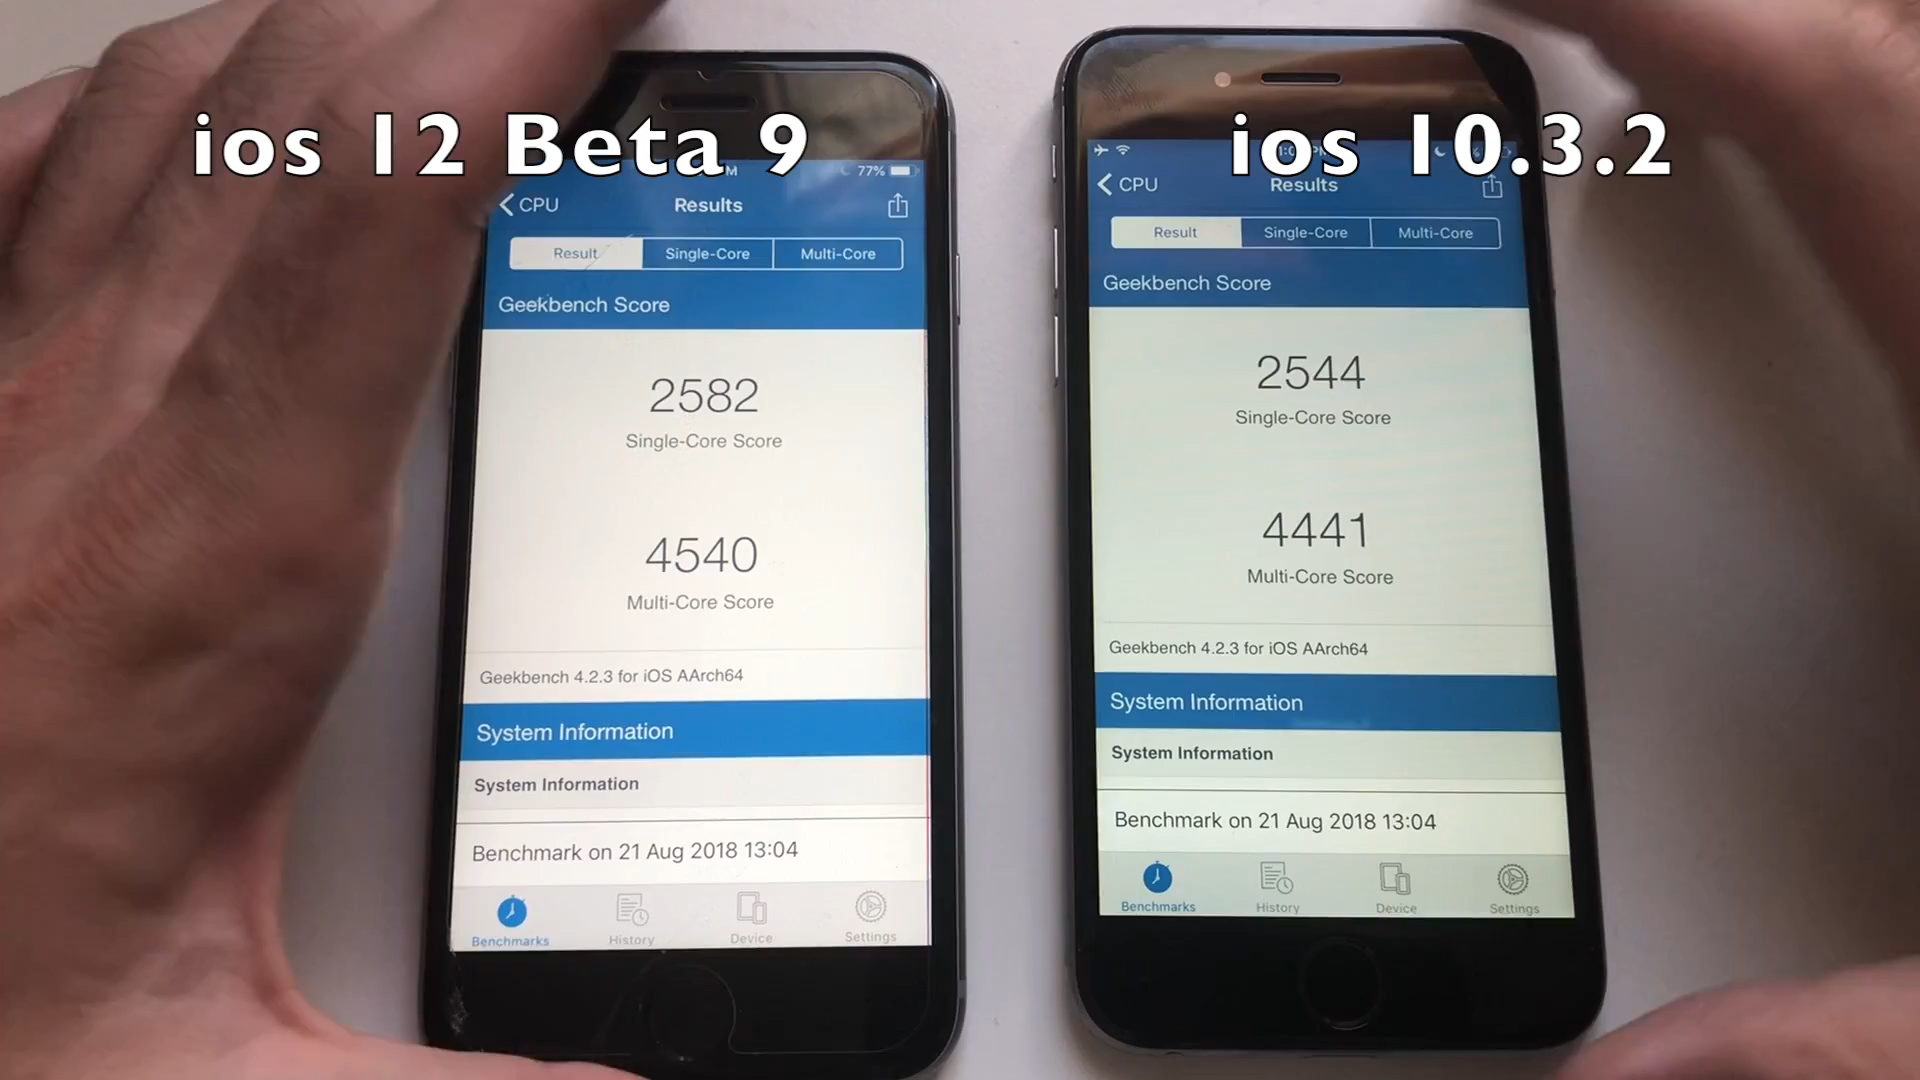 ios 12 Beta 9
77%
CPU
Results
Result
Single-Core
Multi-Core
Geekbench Score
2582
Single-Core Score
4540
Multi-Core Score
Geekbench 4.2.3 for iOS AArch64
System Information
System Information
Benchmark on 21 Aug 2018 13:04
Benchmarks
History
Device
Settings
ios 10.3.2
CPU
Results
Result
Single-Core
Multi-Core
Geekbench Score
2544
Single-Core Score
4441
Multi-Core Score
Geekbench 4.2.3 for iOS AArch64
System Information
System Information
Benchmark on 21 Aug 2018 13:04
Benchmarks
History
Device
Settings